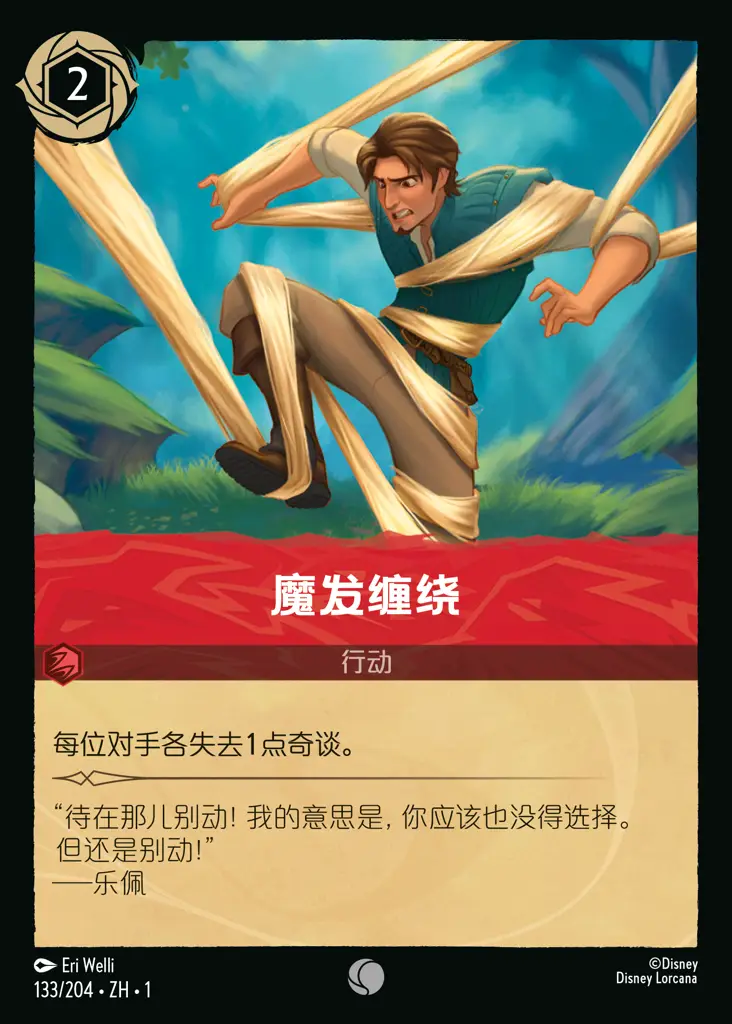 2
魔发缠绕
行动
每位对手各失去1点奇谈。
“待在那儿别动！我的意思是，你应该也没得选择。
但还是别动！”
──乐佩
Eri Welli
©Disney
133/204 • ZH • 1
Disney Lorcana